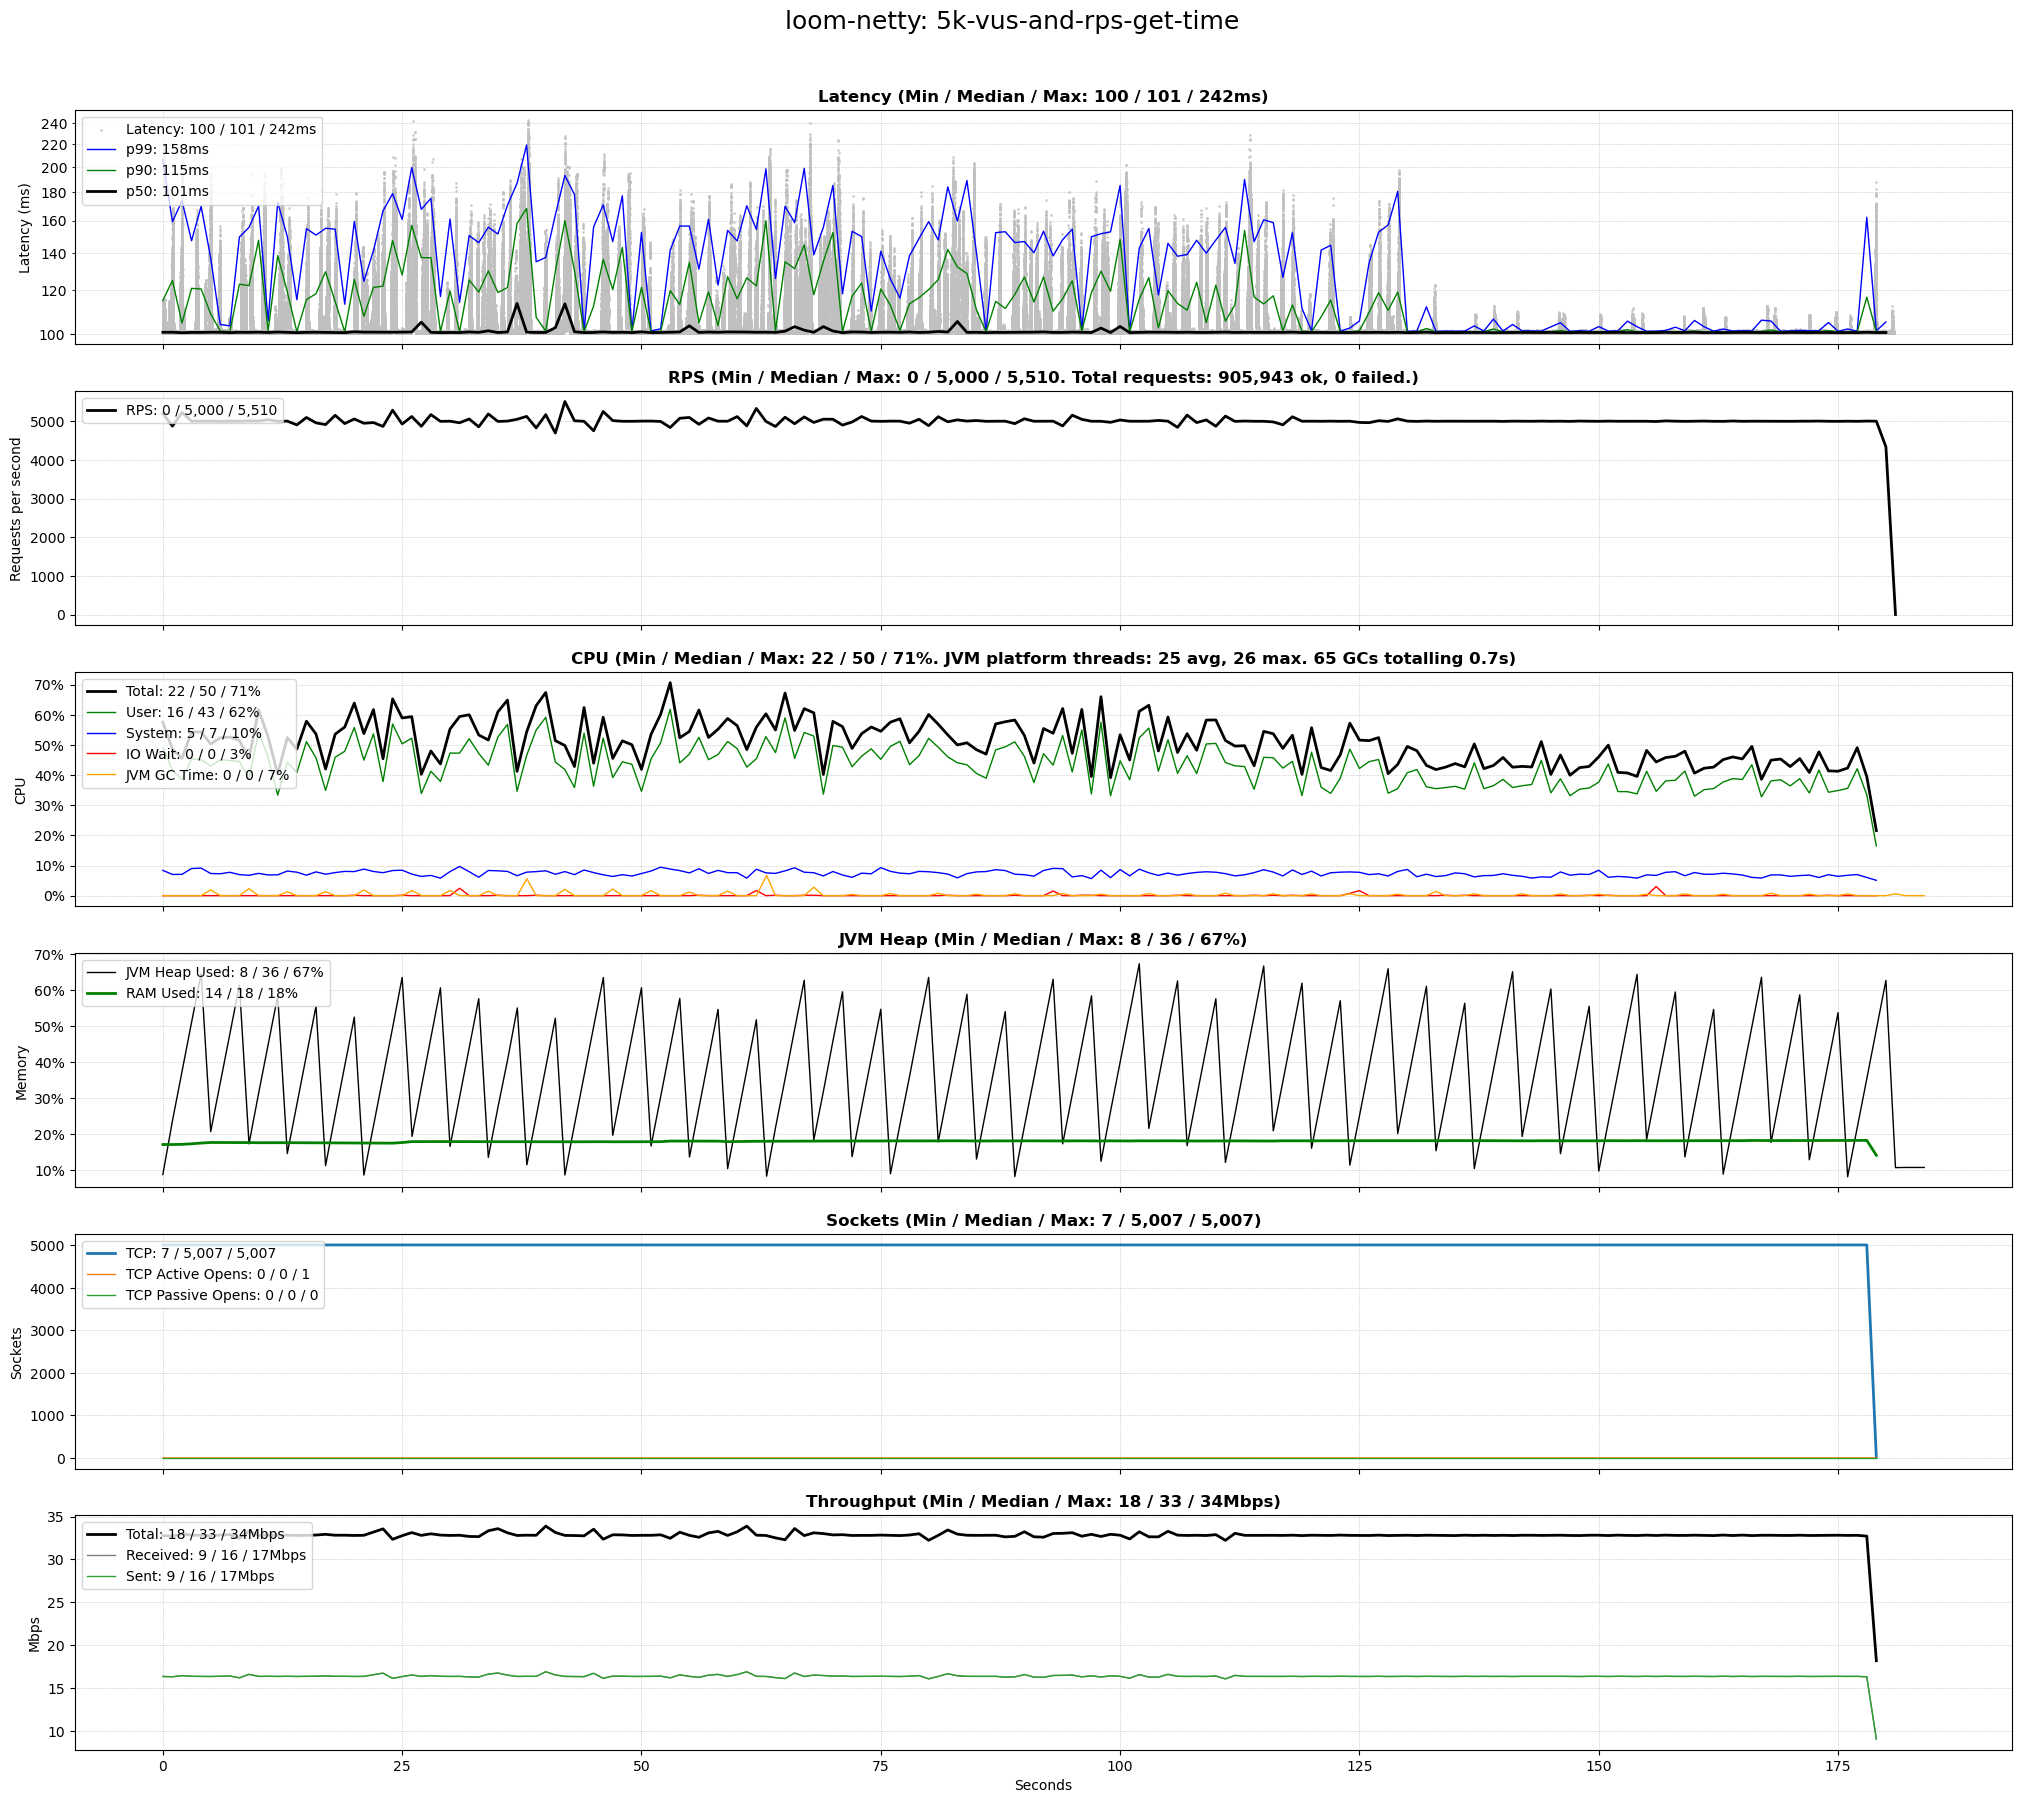 loom-netty: 5k-vus-and-rps-get-time
Latency (Min / Median / Max: 100 / 101 / 242ms)
Latency: 100 / 101 / 242ms
p99: 158ms
p90: 115ms
p50: 101ms
240
220
200
180
160
140
120
100
Latency (ms)
RPS (Min / Median / Max: 0 / 5,000 / 5,510. Total requests: 905,943 ok, 0 failed.)
RPS: 0 / 5,000 / 5,510
5000
4000
3000
2000
1000
0
Requests per second
CPU (Min / Median / Max: 22 / 50 / 71%. JVM platform threads: 25 avg, 26 max. 65 GCs totalling 0.7s)
Total: 22 / 50 / 71%
User: 16 / 43 / 62%
System: 5 / 7 / 10%
IO Wait: 0 / 0 / 3%
JVM GC Time: 0 / 0 / 7%
70%
60%
50%
40%
30%
20%
10%
0%
CPU
JVM Heap (Min / Median / Max: 8 / 36 / 67%)
JVM Heap Used: 8 / 36 / 67%
RAM Used: 14 / 18 / 18%
70%
60%
50%
40%
30%
20%
10%
Memory
Sockets (Min / Median / Max: 7 / 5,007 / 5,007)
TCP: 7 / 5,007 / 5,007
TCP Active Opens: 0 / 0 / 1
TCP Passive Opens: 0 / 0 / 0
5000
4000
3000
2000
1000
0
Sockets
Throughput (Min / Median / Max: 18 / 33 / 34Mbps)
Total: 18 / 33 / 34Mbps
Received: 9 / 16 / 17Mbps
Sent: 9 / 16 / 17Mbps
35
30
25
20
15
10
Mbps
0 25 50 75 100 125 150 175
Seconds